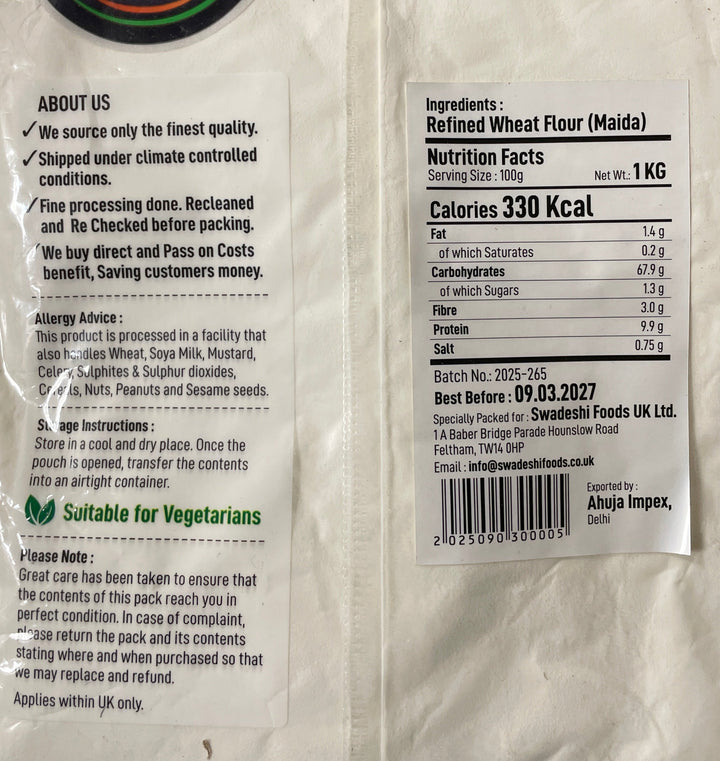 ABOUT US
✓We source only the finest quality.
✓Shipped under climate controlled
conditions.
✓Fine processing done. Recleaned
and Re Checked before packing.
✓We buy direct and Pass on Costs
benefit, Saving customers money.
Allergy Advice :
This product is processed in a facility that
also handles Wheat, Soya Milk, Mustard,
Celery, Sulphites & Sulphur dioxides,
Cereals, Nuts, Peanuts and Sesame seeds.
Storage Instructions :
Store in a cool and dry place. Once the
pouch is opened, transfer the contents
into an airtight container.
Suitable for Vegetarians
Please Note :
Great care has been taken to ensure that
the contents of this pack reach you in
perfect condition. In case of complaint,
please return the pack and its contents
stating where and when purchased so that
we may replace and refund.
Applies within UK only.
Ingredients :
Refined Wheat Flour (Maida)
Nutrition Facts
Serving Size : 100g Net Wt.: 1 KG
Calories 330 Kcal
Fat 1.4 g
of which Saturates 0.2 g
Carbohydrates 67.9 g
of which Sugars 1.3 g
Fibre 3.0 g
Protein 9.9 g
Salt 0.75 g
Batch No.: 2025-265
Best Before : 09.03.2027
Specially Packed for : Swadeshi Foods UK Ltd.
1 A Baber Bridge Parade Hounslow Road
Feltham, TW14 0HP
Email : info@swadeshifoods.co.uk
Exported by :
Ahuja Impex,
Delhi
2 025090 300005